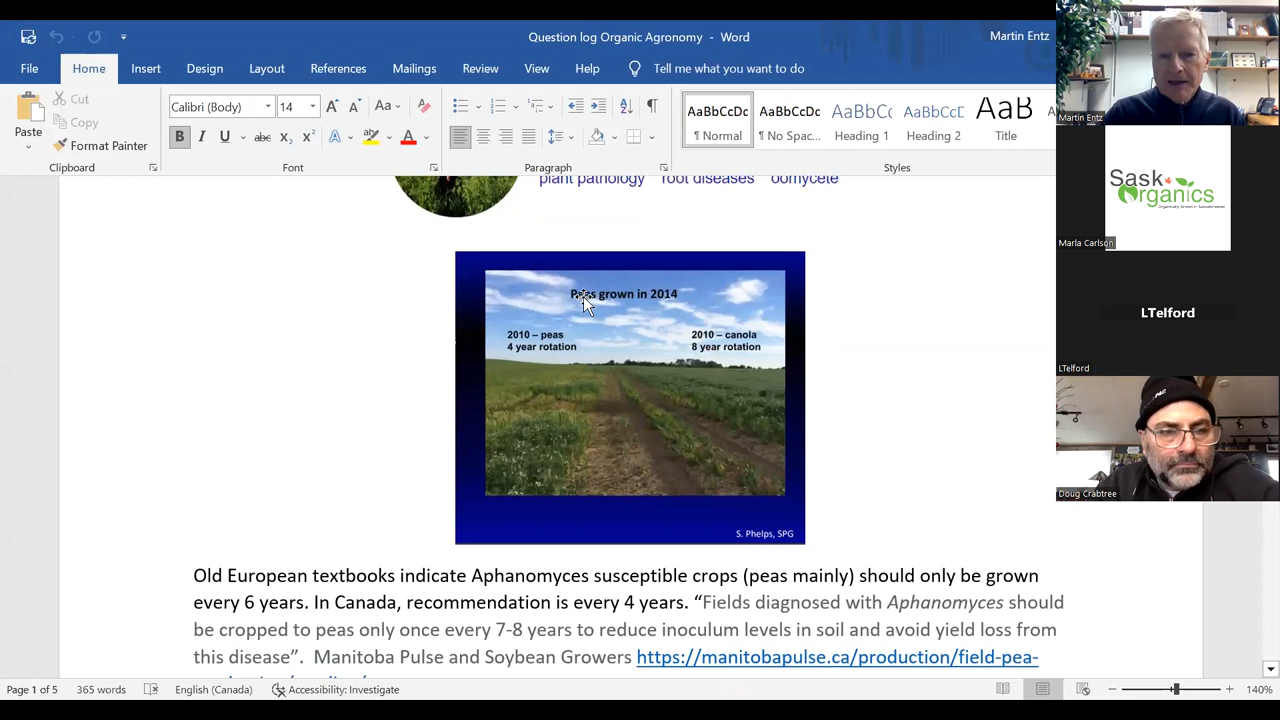 Question log Organic Agronomy - Word
Martin Entz
File Home Insert Design Layout References Mailings Review View Help Tell me what you want to do
Paste
Cut
Copy
Format Painter
Clipboard
Calibri (Body) 14
Font
Paragraph
AaBbCcDc AaBbCcDc AaBbCc AaBbCcD AaB
¶ Normal ¶ No Spac... Heading 1 Heading 2 Title
Styles
plant pathology root diseases oomycete
Peas grown in 2014
2010 – peas
4 year rotation
2010 – canola
8 year rotation
S. Phelps, SPG
Old European textbooks indicate Aphanomyces susceptible crops (peas mainly) should only be grown
every 6 years. In Canada, recommendation is every 4 years. “Fields diagnosed with Aphanomyces should
be cropped to peas only once every 7-8 years to reduce inoculum levels in soil and avoid yield loss from
this disease”. Manitoba Pulse and Soybean Growers https://manitobapulse.ca/production/field-pea-
Page 1 of 5 365 words English (Canada) Accessibility: Investigate 140%
Martin Entz
Sask
Organics
Marla Carlson
LTelford
LTelford
Doug Crabtree